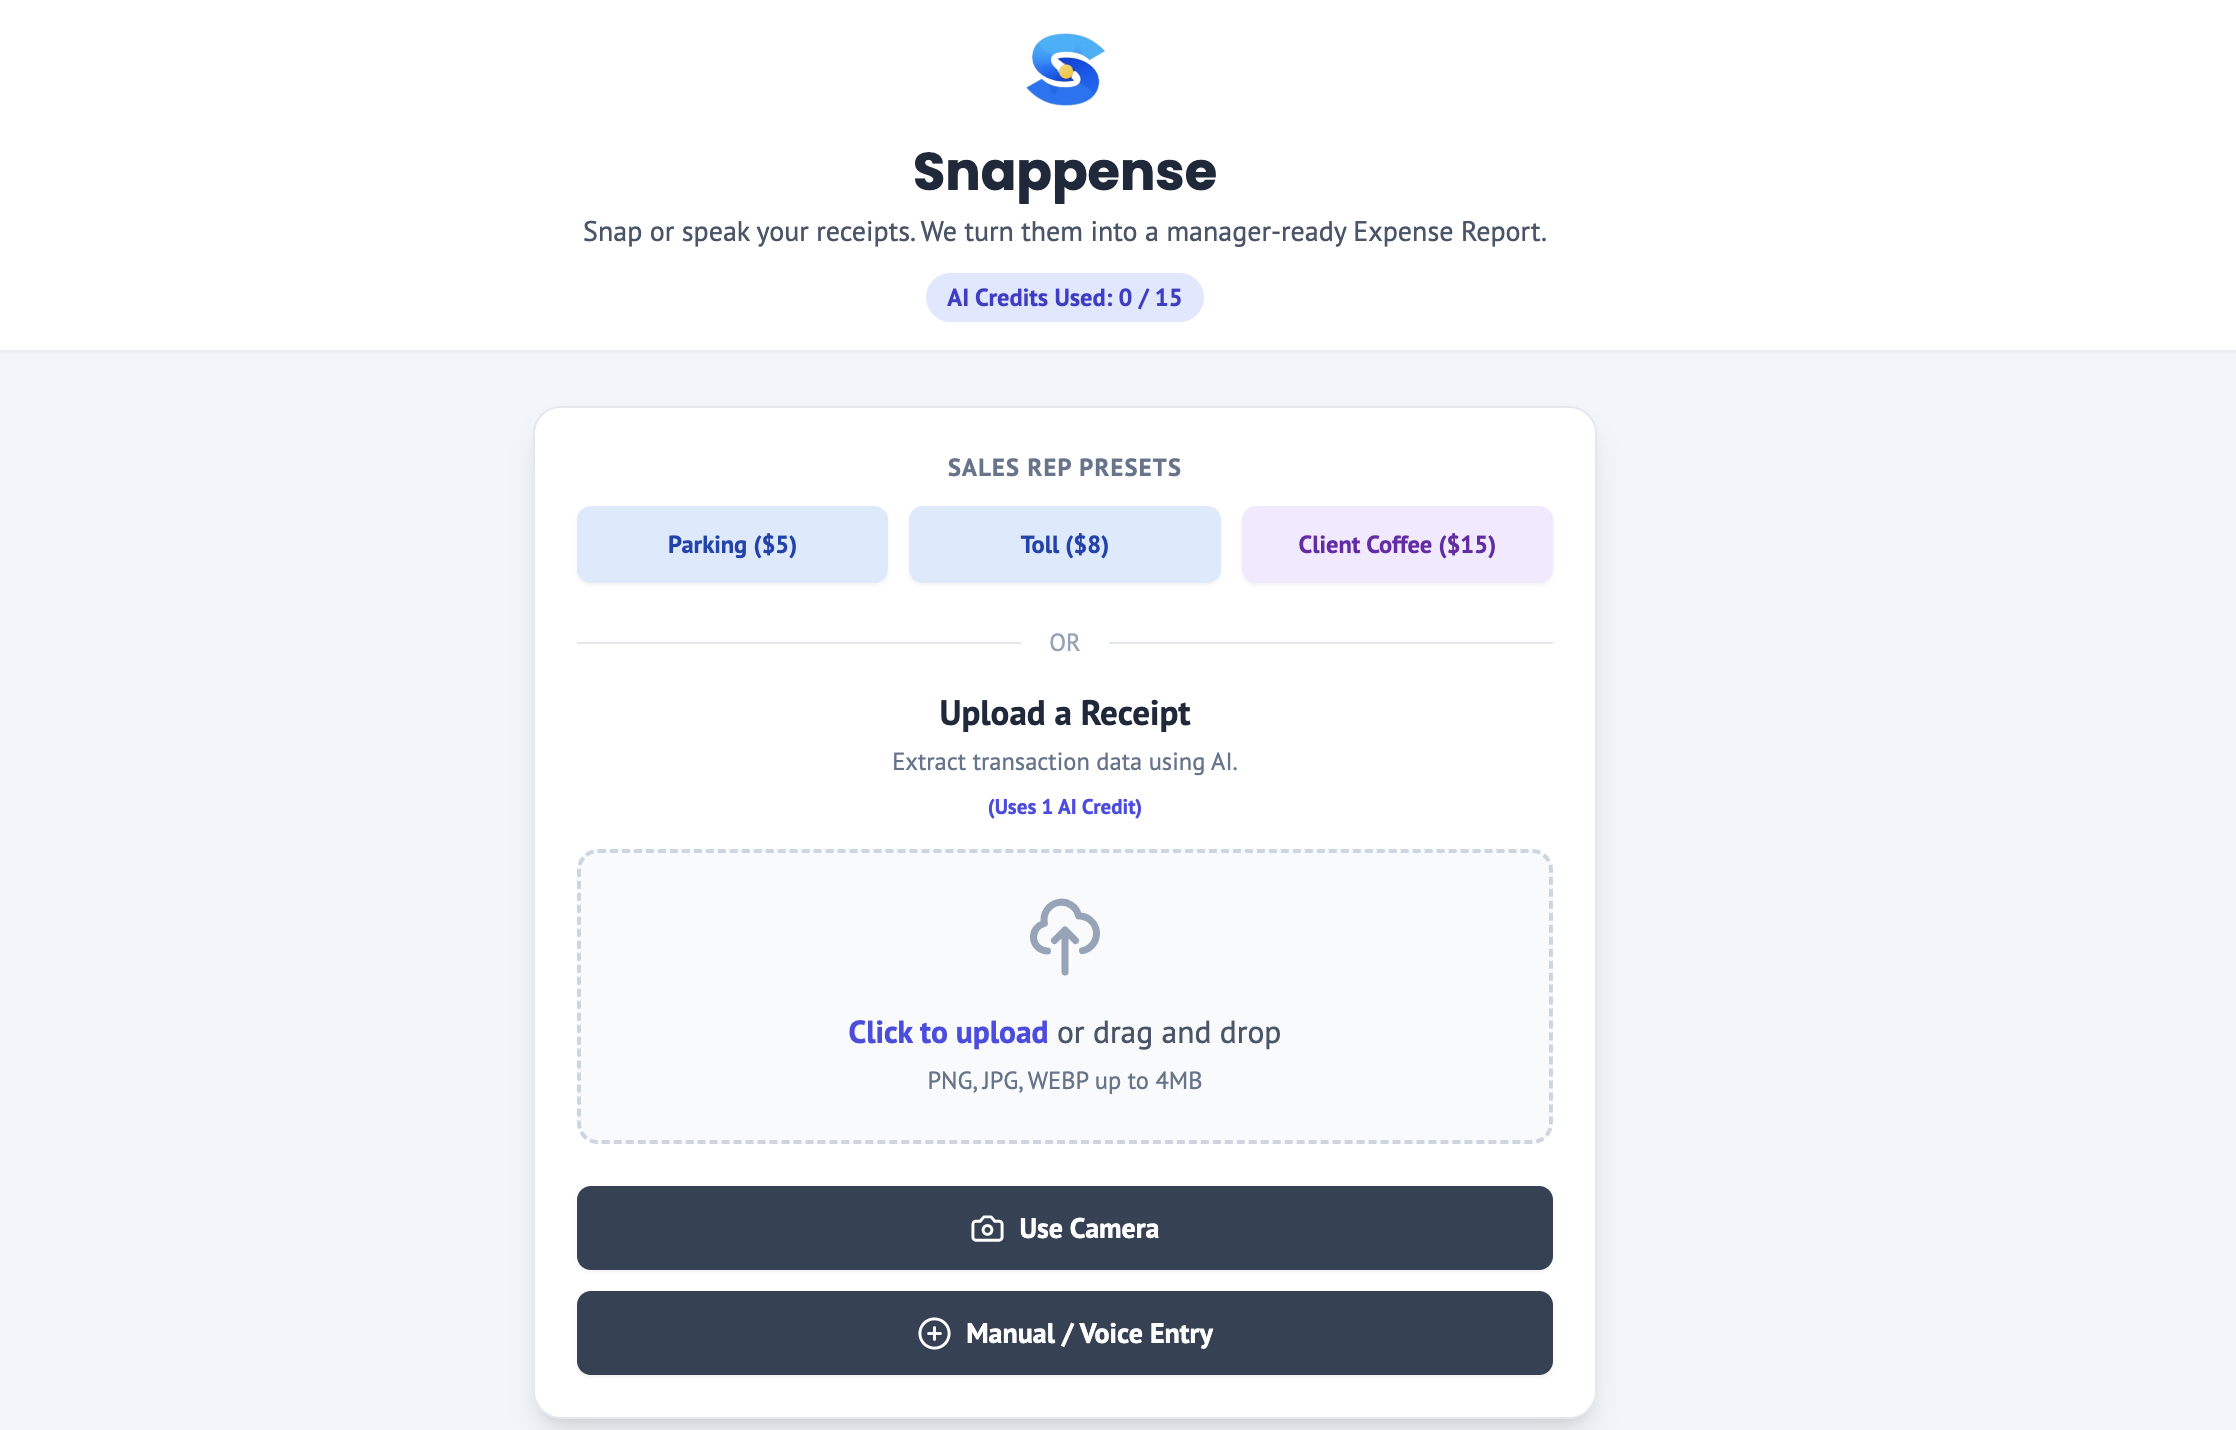 Snappense
Snap or speak your receipts. We turn them into a manager-ready Expense Report.
AI Credits Used: 0 / 15
SALES REP PRESETS
Parking ($5)
Toll ($8)
Client Coffee ($15)
OR
Upload a Receipt
Extract transaction data using AI.
(Uses 1 AI Credit)
Click to upload or drag and drop
PNG, JPG, WEBP up to 4MB
Use Camera
Manual / Voice Entry